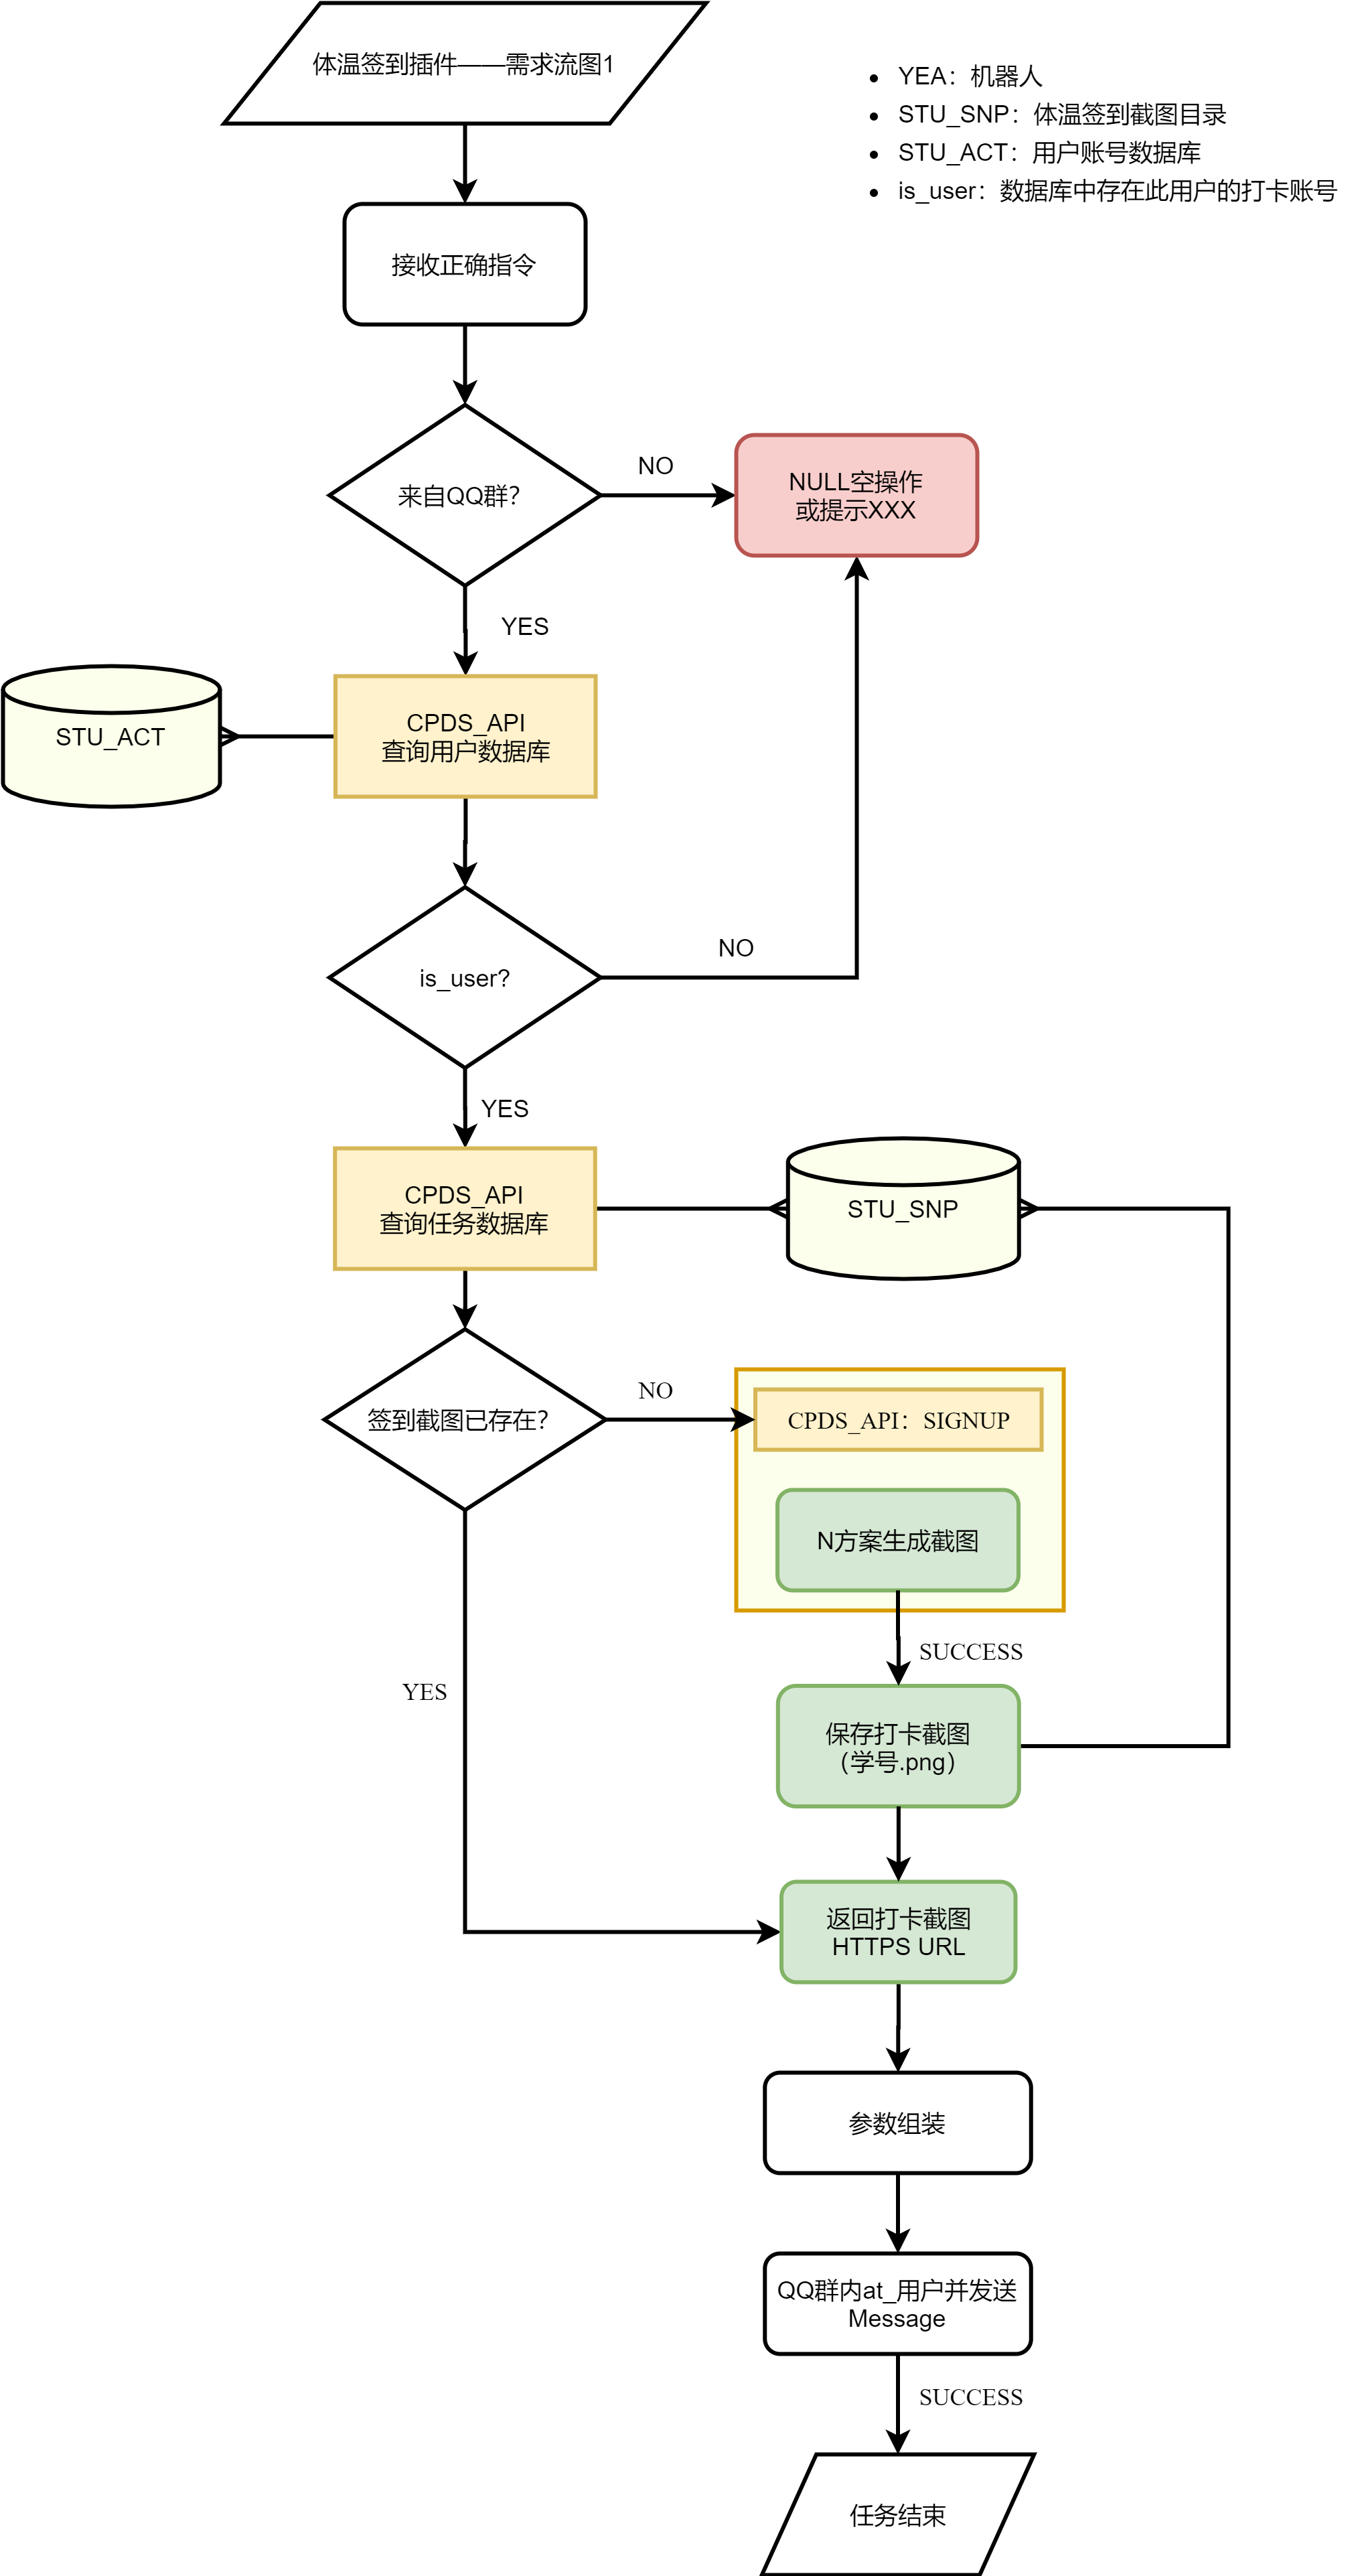 体温签到插件——需求流图1
YEA：机器人
STU_SNP：体温签到截图目录
STU_ACT：用户账号数据库
is_user：数据库中存在此用户的打卡账号
接收正确指令
来自QQ群？
NO
NULL空操作
或提示XXX
YES
STU_ACT
CPDS_API
查询用户数据库
is_user?
NO
YES
CPDS_API
查询任务数据库
STU_SNP
签到截图已存在？
NO
CPDS_API：SIGNUP
N方案生成截图
SUCCESS
YES
保存打卡截图
（学号.png）
返回打卡截图
HTTPS URL
参数组装
QQ群内at_用户并发送
Message
SUCCESS
任务结束